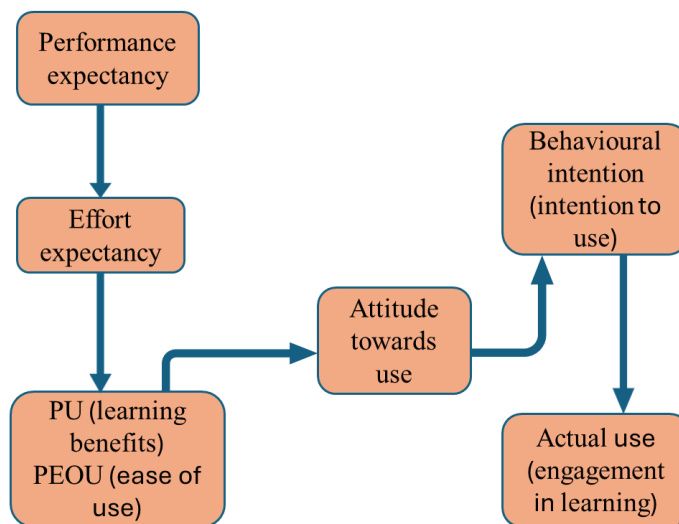 Performance
expectancy
Effort
expectancy
PU (learning
benefits)
PEOU (ease of
use)
Attitude
towards
use
Behavioural
intention
(intention to
use)
Actual use
(engagement
in learning)